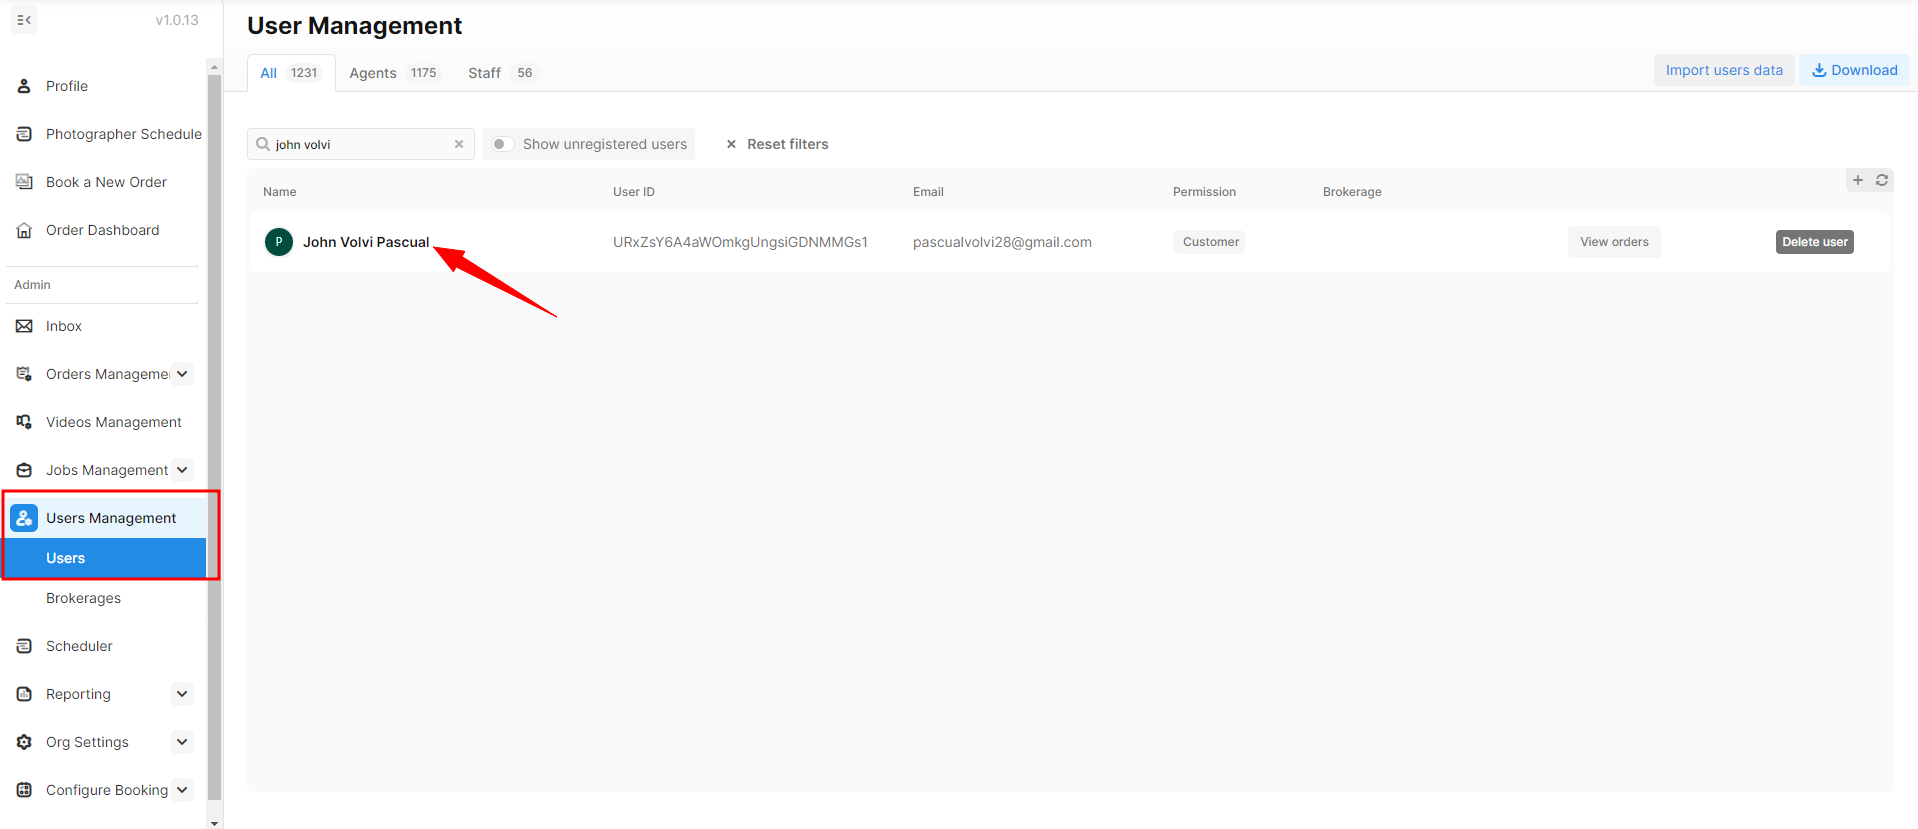 v1.0.13
Profile
Photographer Schedule
Book a New Order
Order Dashboard
Admin
Inbox
Orders Manageme
Videos Management
Jobs Management
Users Management
Users
Brokerages
Scheduler
Reporting
Org Settings
Configure Booking
User Management
All 1231 Agents 1175 Staff 56
Import users data Download
john volvi Show unregistered users Reset filters
Name User ID Email Permission Brokerage
P John Volvi Pascual URxZsY6A4aWOmkgUngsiGDNMMGs1 pascualvolvi28@gmail.com Customer View orders Delete user